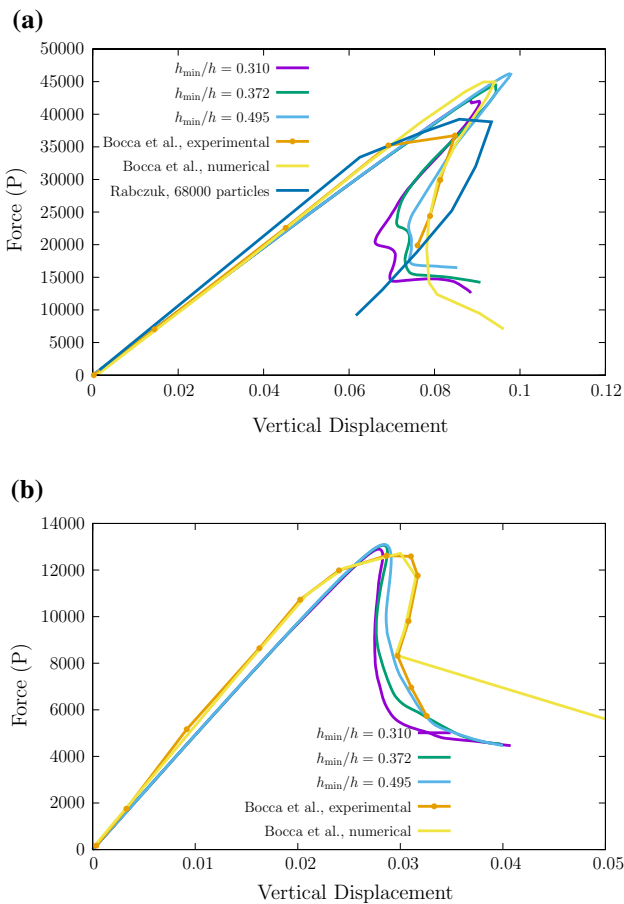 (a)
50000
45000
40000
35000
30000
25000
20000
15000
10000
5000
0
Force (P)
h_min/h = 0.310
h_min/h = 0.372
h_min/h = 0.495
Bocca et al., experimental
Bocca et al., numerical
Rabczuk, 68000 particles
0 0.02 0.04 0.06 0.08 0.1 0.12
Vertical Displacement
(b)
14000
12000
10000
8000
6000
4000
2000
0
Force (P)
h_min/h = 0.310
h_min/h = 0.372
h_min/h = 0.495
Bocca et al., experimental
Bocca et al., numerical
0 0.01 0.02 0.03 0.04 0.05
Vertical Displacement